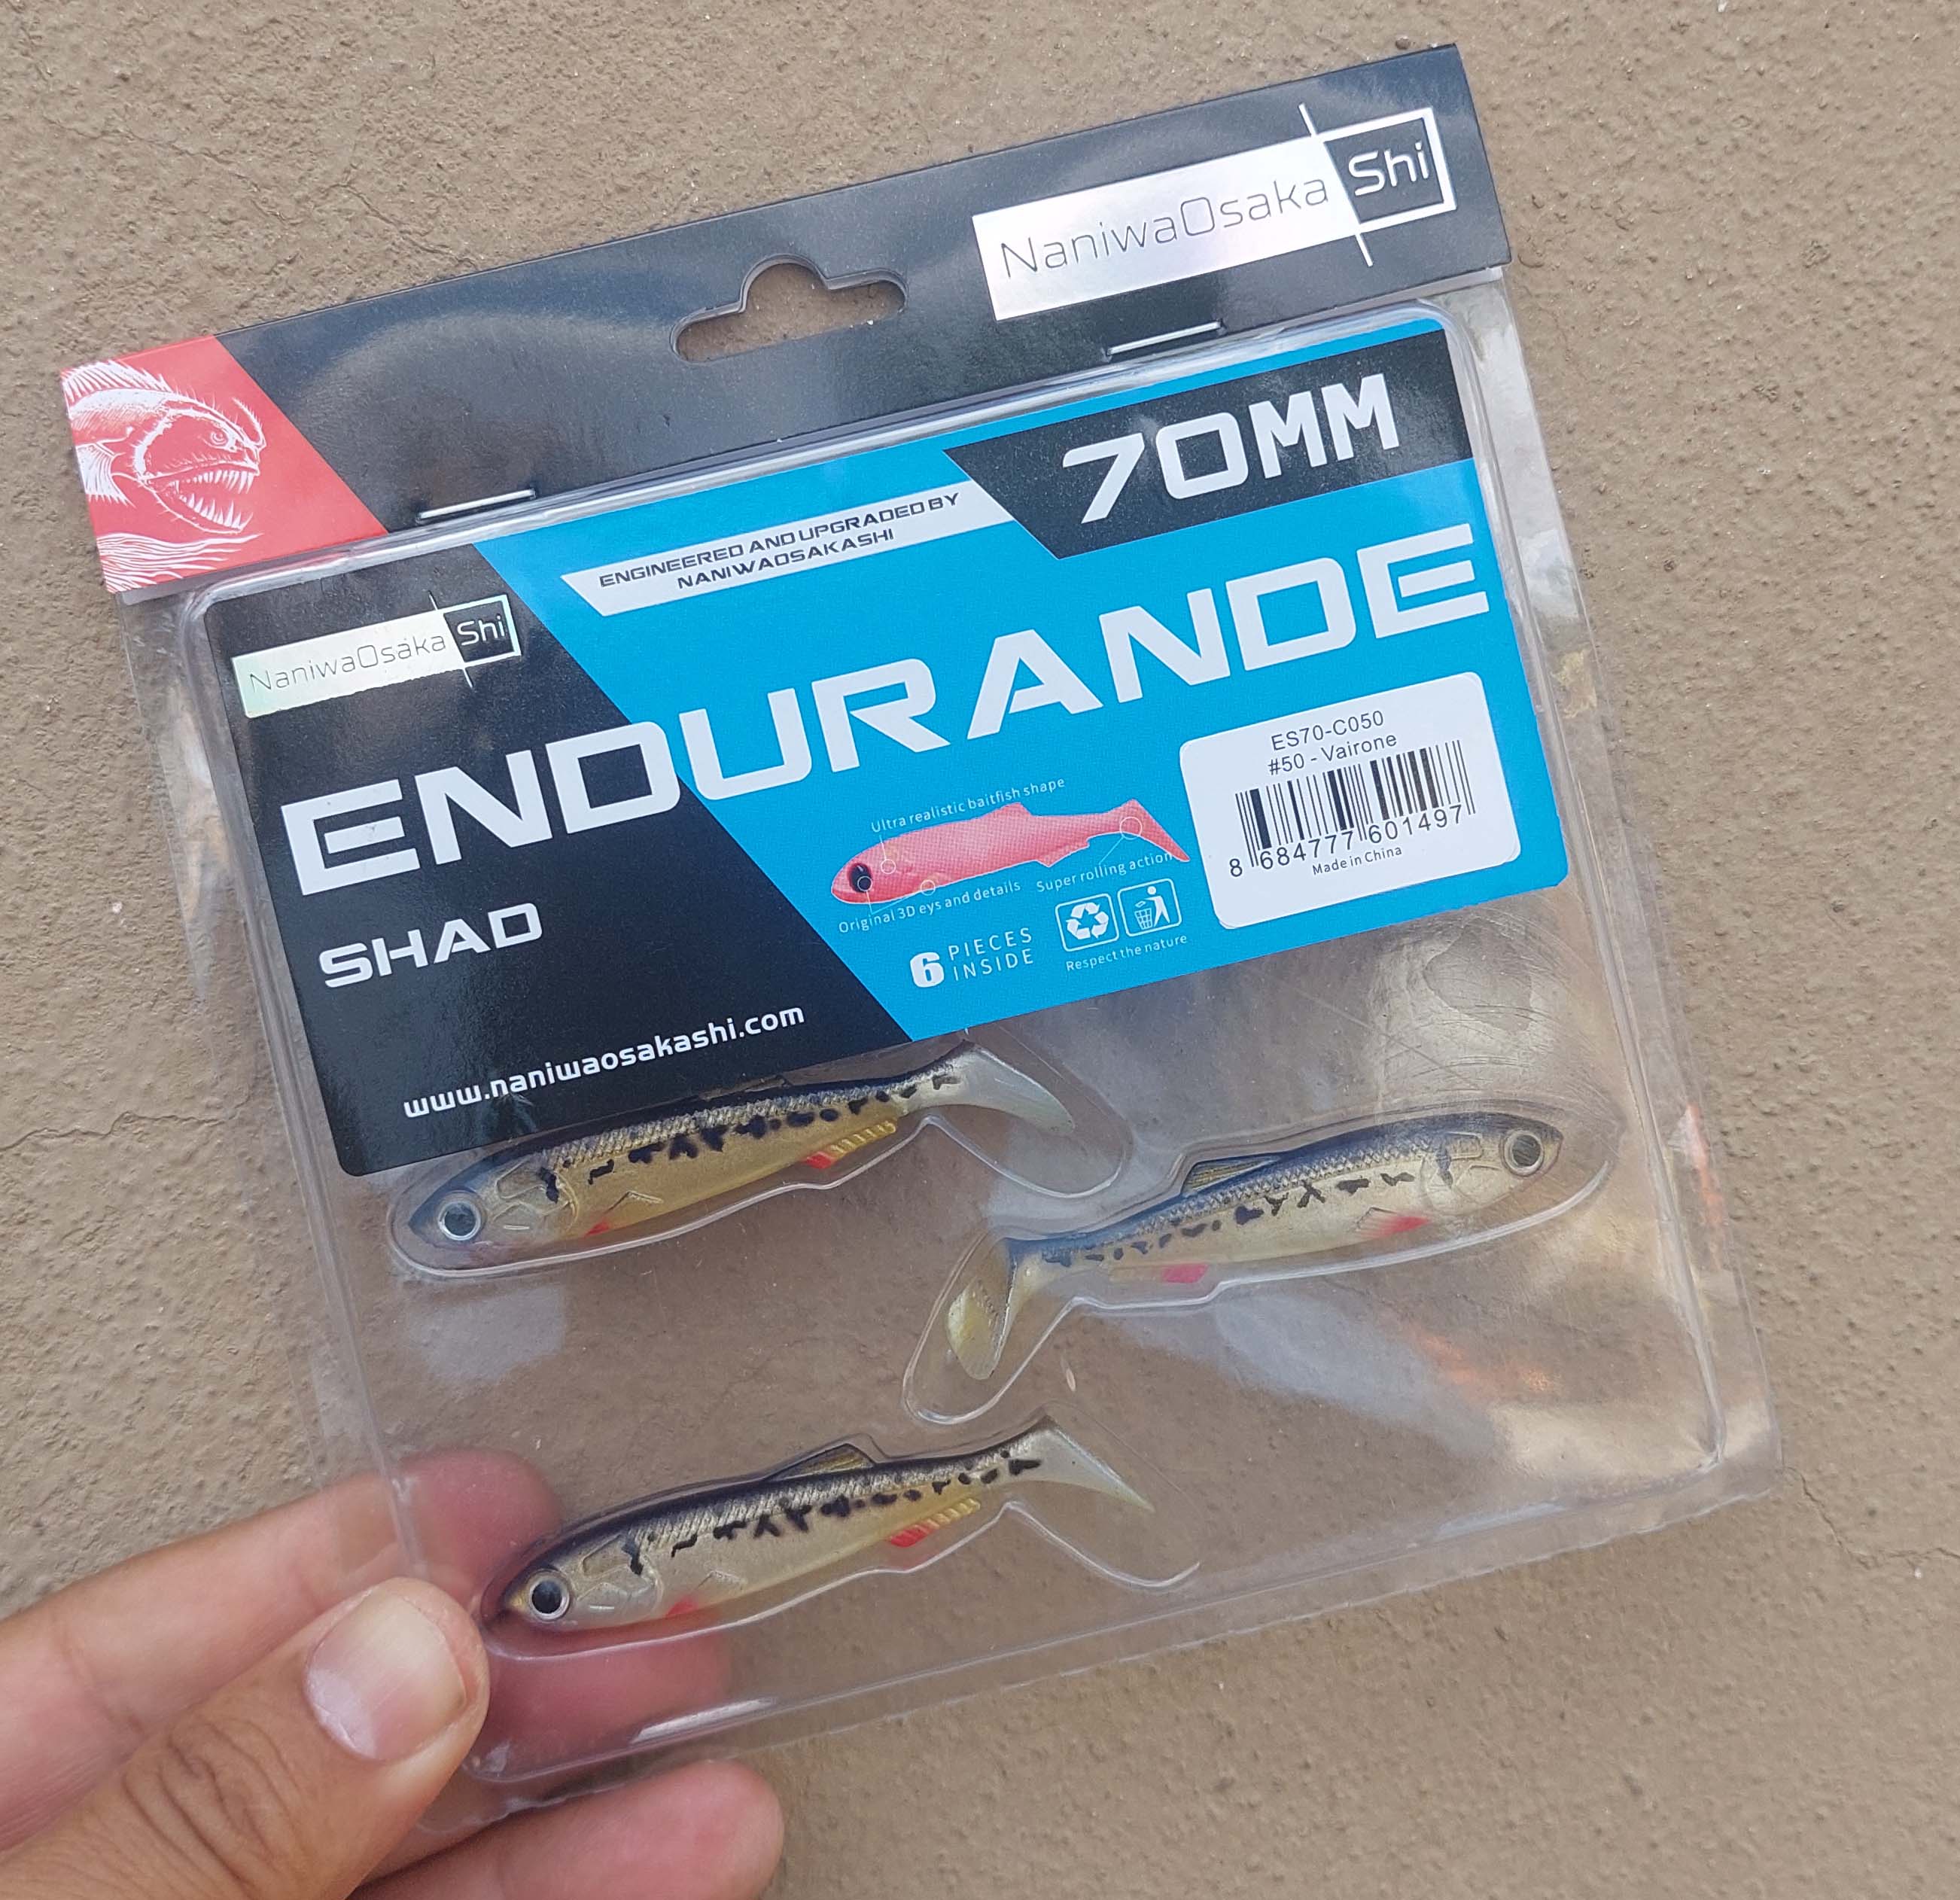 NaniwaOsaka Shi
70MM
ENGINEERED AND UPGRADED BY
NANIWAOSAKASHI
NaniwaOsaka Shi
ENDURANDE
SHAD
ES70-C050
#50 - Vairone
8 684777 601497
Made in China
Ultra realistic baitfish shape
Original 3D eys and details
Super rolling action
6 PIECES
INSIDE
Respect the nature
www.naniwaosakashi.com